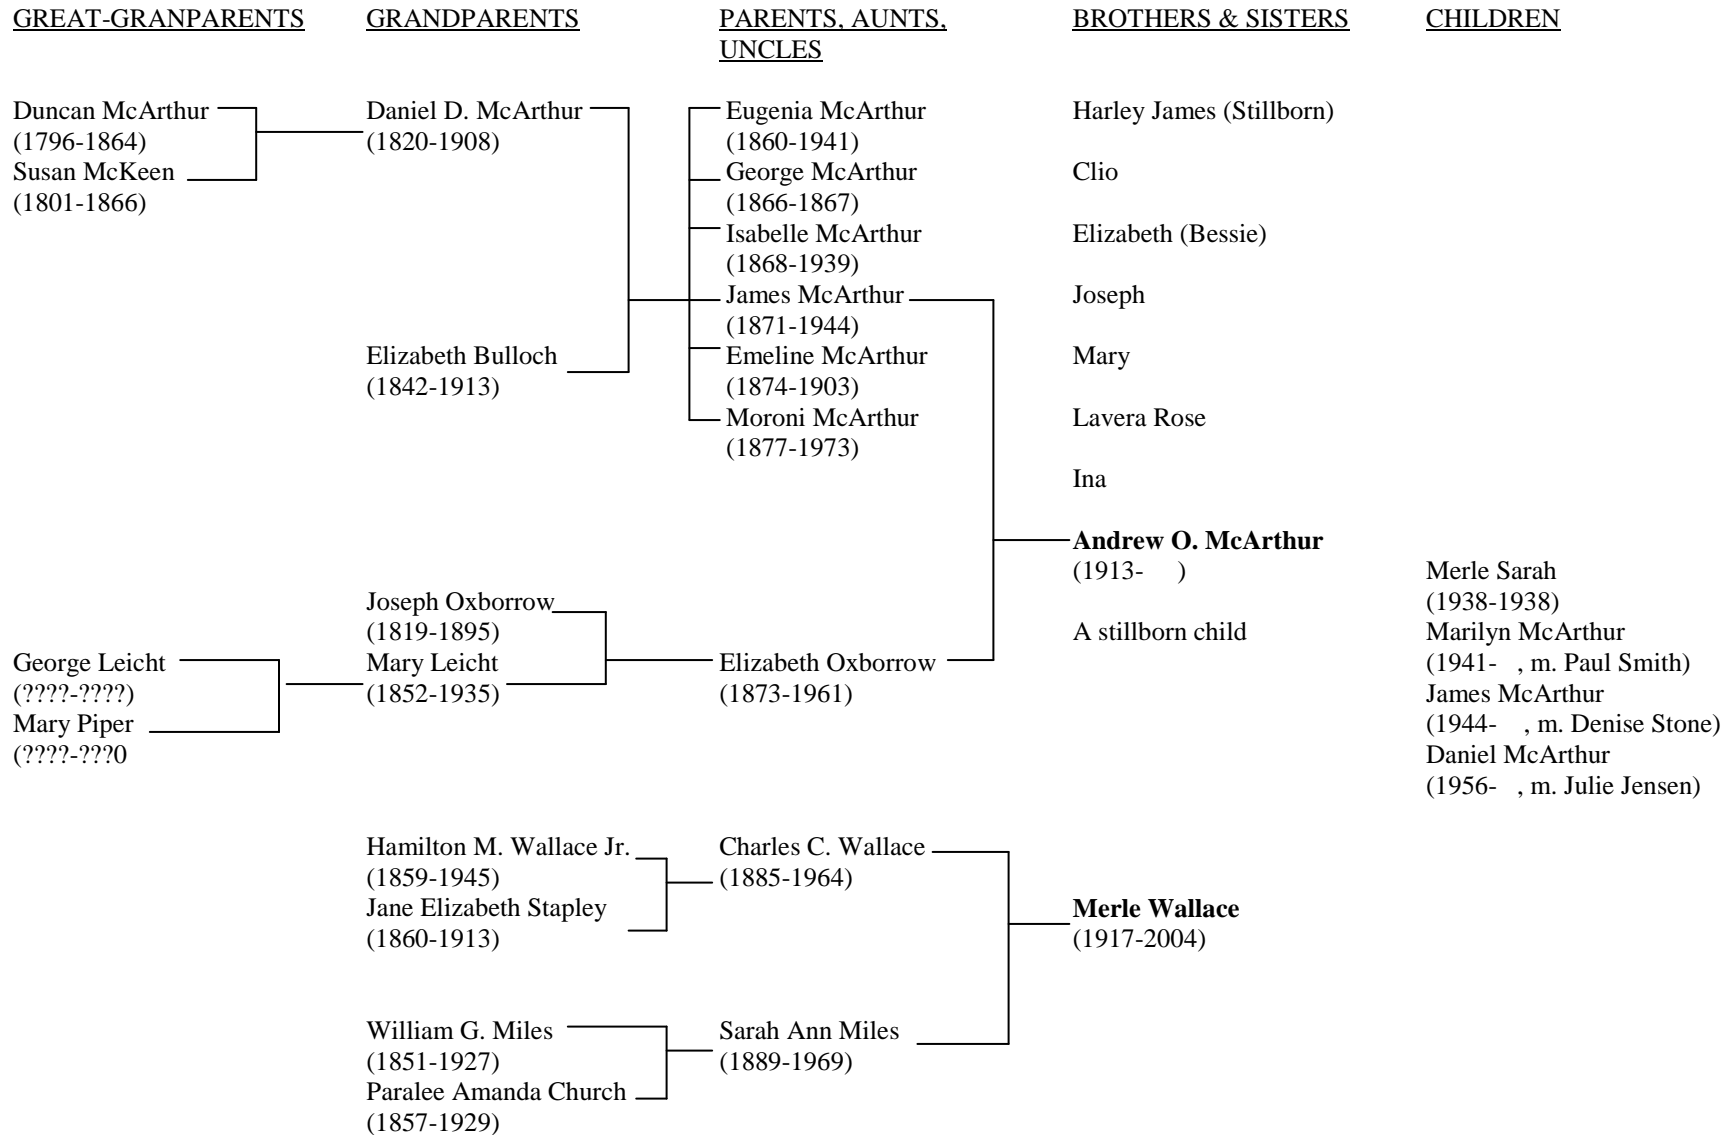 GREAT-GRANPARENTS
GRANDPARENTS
PARENTS, AUNTS,
UNCLES
BROTHERS & SISTERS
CHILDREN
Duncan McArthur
(1796-1864)
Susan McKeen
(1801-1866)
Daniel D. McArthur
(1820-1908)
Elizabeth Bulloch
(1842-1913)
Eugenia McArthur
(1860-1941)
George McArthur
(1866-1867)
Isabelle McArthur
(1868-1939)
James McArthur
(1871-1944)
Emeline McArthur
(1874-1903)
Moroni McArthur
(1877-1973)
Harley James (Stillborn)
Clio
Elizabeth (Bessie)
Joseph
Mary
Lavera Rose
Ina
Andrew O. McArthur
(1913- )
A stillborn child
Merle Sarah
(1938-1938)
Marilyn McArthur
(1941- , m. Paul Smith)
James McArthur
(1944- , m. Denise Stone)
Daniel McArthur
(1956- , m. Julie Jensen)
George Leicht
(????-????)
Mary Piper
(????-???0
Joseph Oxborrow
(1819-1895)
Mary Leicht
(1852-1935)
Elizabeth Oxborrow
(1873-1961)
Hamilton M. Wallace Jr.
(1859-1945)
Jane Elizabeth Stapley
(1860-1913)
Charles C. Wallace
(1885-1964)
Merle Wallace
(1917-2004)
William G. Miles
(1851-1927)
Paralee Amanda Church
(1857-1929)
Sarah Ann Miles
(1889-1969)